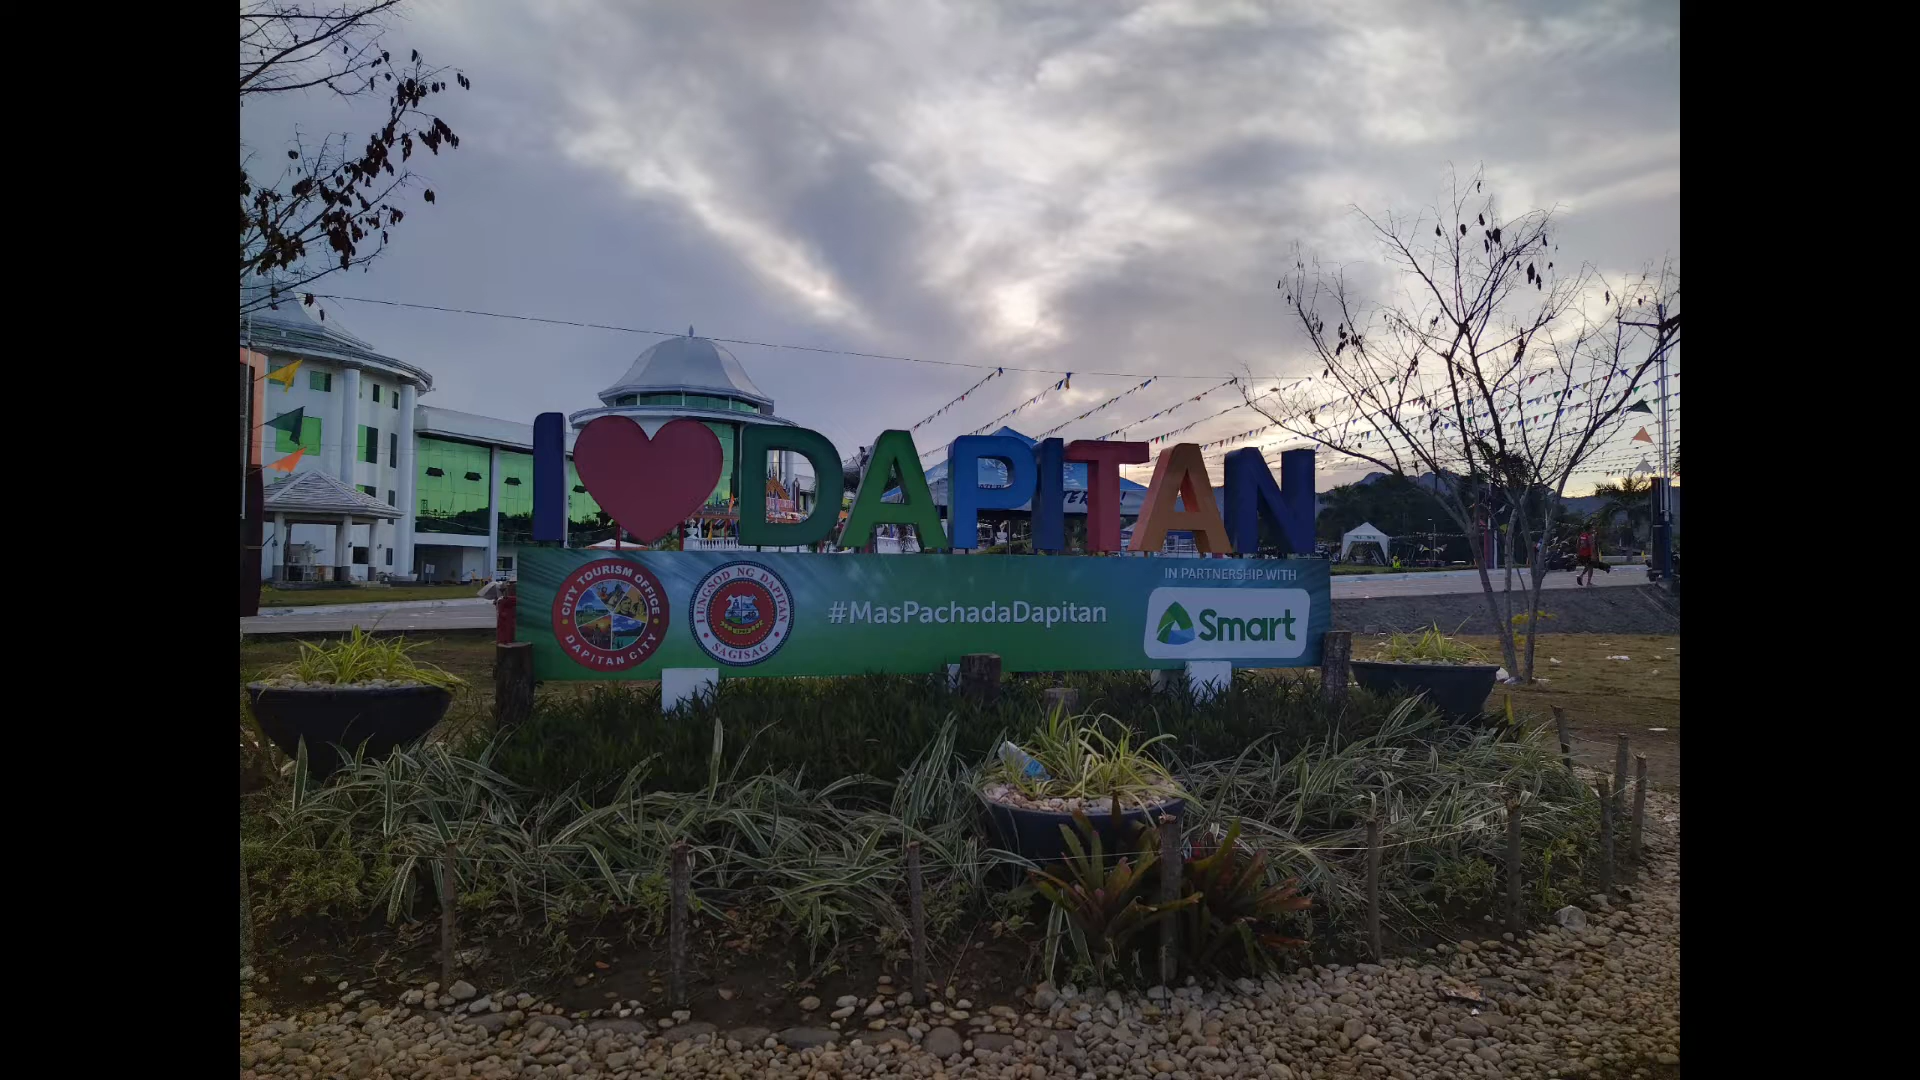 I ❤ DAPITAN
CITY TOURISM OFFICE
DAPITAN CITY
LUNGSOD NG DAPITAN
SAGISAG
#MasPachadaDapitan
IN PARTNERSHIP WITH
Smart